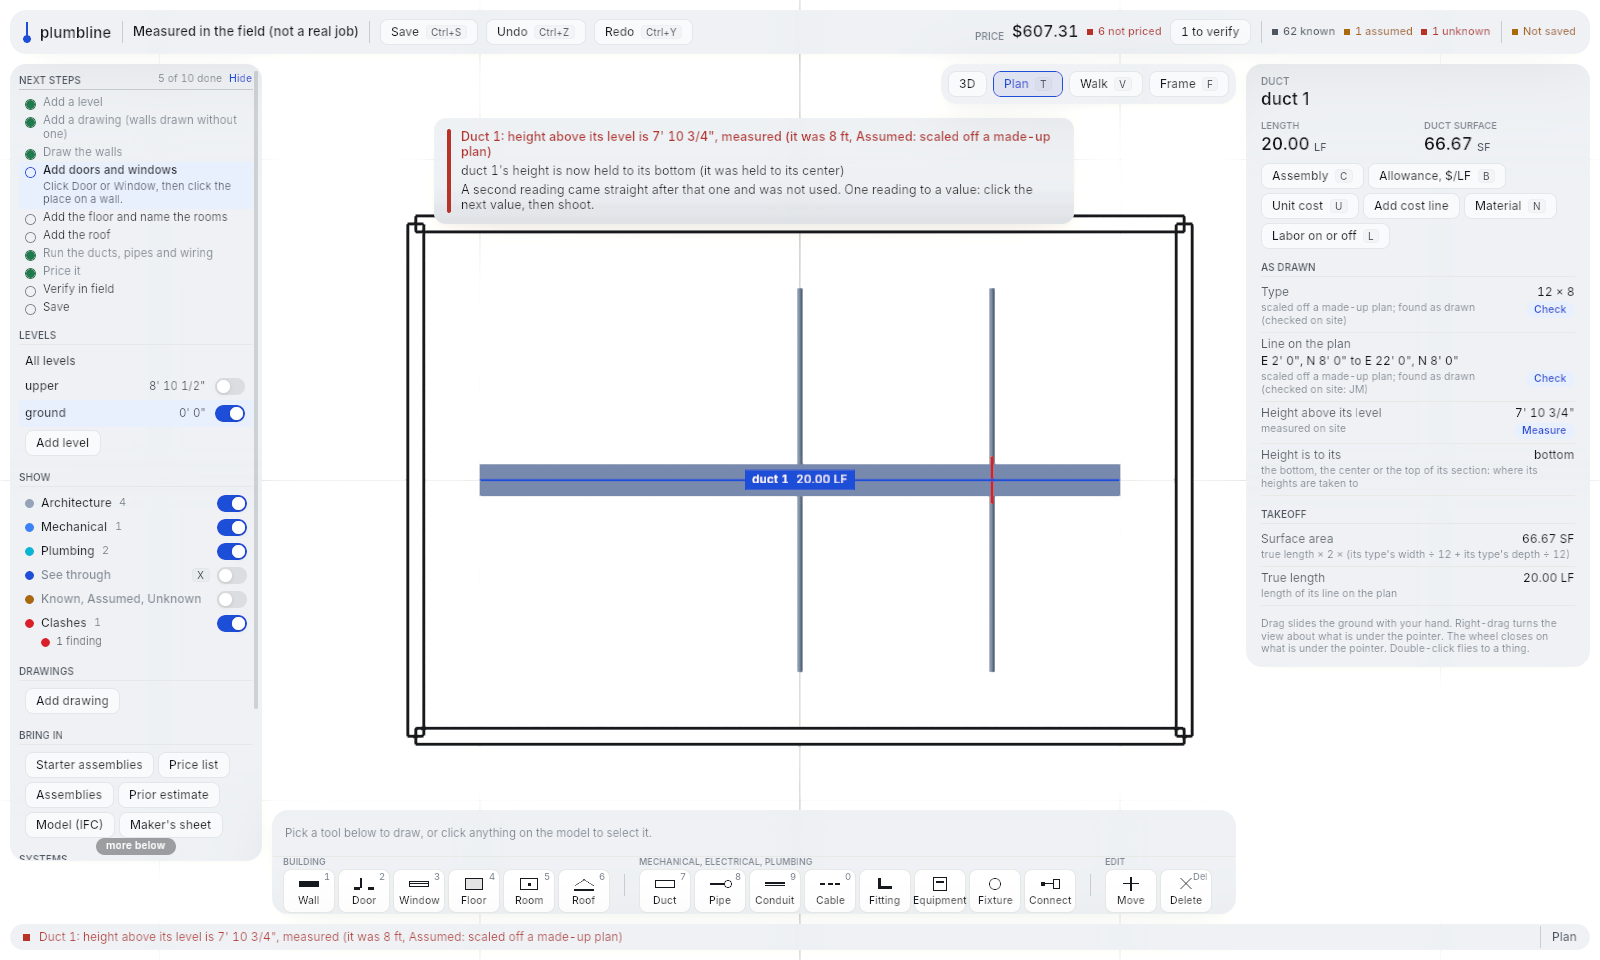 plumbline
Measured in the field (not a real job)
Save Ctrl+S
Undo Ctrl+Z
Redo Ctrl+Y
PRICE $607.31
6 not priced
1 to verify
62 known
1 assumed
1 unknown
Not saved
NEXT STEPS
5 of 10 done Hide
Add a level
Add a drawing (walls drawn without
one)
Draw the walls
Add doors and windows
Click Door or Window, then click the
place on a wall.
Add the floor and name the rooms
Add the roof
Run the ducts, pipes and wiring
Price it
Verify in field
Save
LEVELS
All levels
upper 8' 10 1/2"
ground 0' 0"
Add level
SHOW
Architecture 4
Mechanical 1
Plumbing 2
See through X
Known, Assumed, Unknown
Clashes 1
1 finding
DRAWINGS
Add drawing
BRING IN
Starter assemblies Price list
Assemblies Prior estimate
Model (IFC) Maker's sheet
more below
SYSTEMS
3D
Plan T
Walk V
Frame F
Duct 1: height above its level is 7' 10 3/4", measured (it was 8 ft, Assumed: scaled off a made-up
plan)
duct 1's height is now held to its bottom (it was held to its center)
A second reading came straight after that one and was not used. One reading to a value: click the
next value, then shoot.
duct 1 20.00 LF
DUCT
duct 1
LENGTH DUCT SURFACE
20.00 LF 66.67 SF
Assembly C Allowance, $/LF B
Unit cost U Add cost line Material N
Labor on or off L
AS DRAWN
Type 12 × 8
scaled off a made-up plan; found as drawn
(checked on site)
Check
Line on the plan
E 2' 0", N 8' 0" to E 22' 0", N 8' 0"
scaled off a made-up plan; found as drawn
(checked on site: JM)
Check
Height above its level 7' 10 3/4"
measured on site Measure
Height is to its bottom
the bottom, the center or the top of its section: where its
heights are taken to
TAKEOFF
Surface area 66.67 SF
true length × 2 × (its type's width ÷ 12 + its type's depth ÷ 12)
True length 20.00 LF
length of its line on the plan
Drag slides the ground with your hand. Right-drag turns the
view about what is under the pointer. The wheel closes on
what is under the pointer. Double-click flies to a thing.
Pick a tool below to draw, or click anything on the model to select it.
BUILDING
1 Wall
2 Door
3 Window
4 Floor
5 Room
6 Roof
MECHANICAL, ELECTRICAL, PLUMBING
7 Duct
8 Pipe
9 Conduit
0 Cable
Fitting
Equipment
Fixture
Connect
EDIT
Move
Del Delete
Duct 1: height above its level is 7' 10 3/4", measured (it was 8 ft, Assumed: scaled off a made-up plan)
Plan